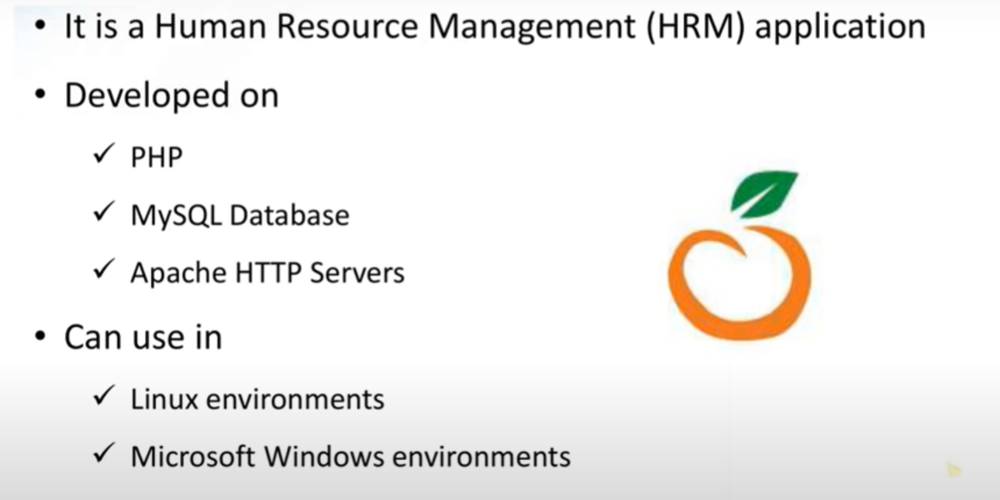 • It is a Human Resource Management (HRM) application
• Developed on
✓ PHP
✓ MySQL Database
✓ Apache HTTP Servers
• Can use in
✓ Linux environments
✓ Microsoft Windows environments